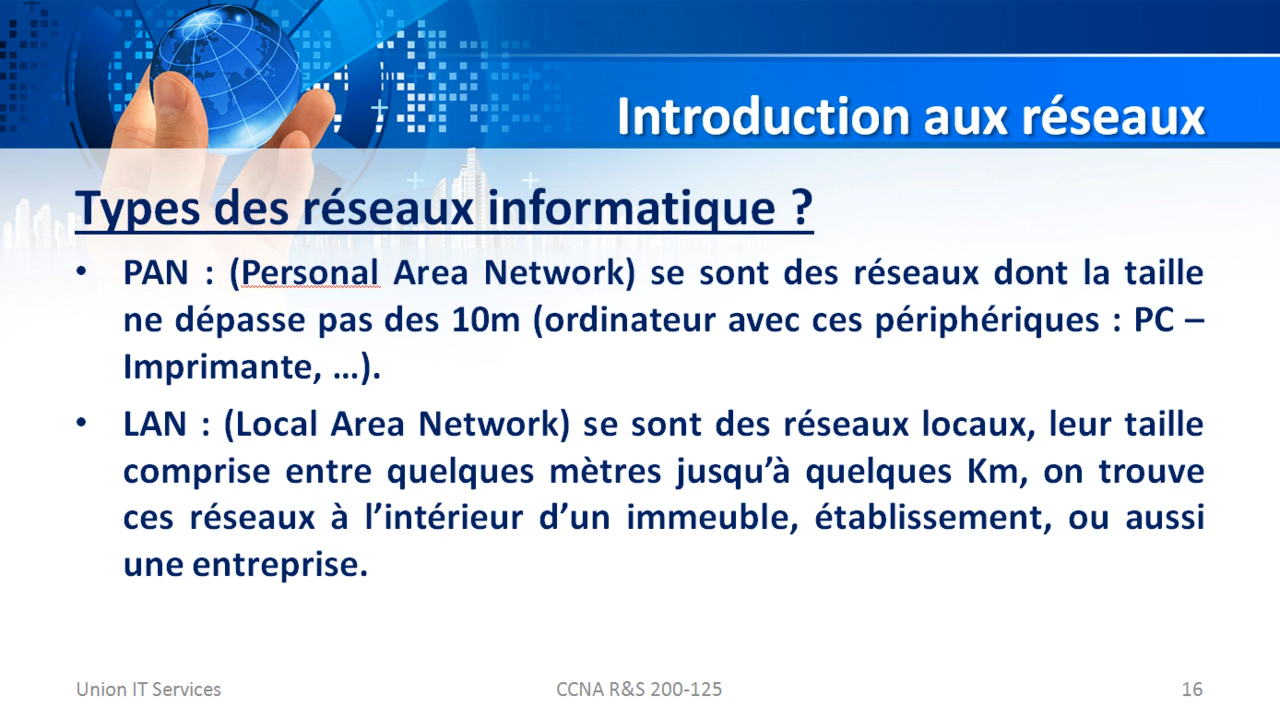 Introduction aux réseaux
Types des réseaux informatique ?
• PAN : (Personal Area Network) se sont des réseaux dont la taille
ne dépasse pas des 10m (ordinateur avec ces périphériques : PC –
Imprimante, …).
• LAN : (Local Area Network) se sont des réseaux locaux, leur taille
comprise entre quelques mètres jusqu’à quelques Km, on trouve
ces réseaux à l’intérieur d’un immeuble, établissement, ou aussi
une entreprise.
Union IT Services
CCNA R&S 200-125
16